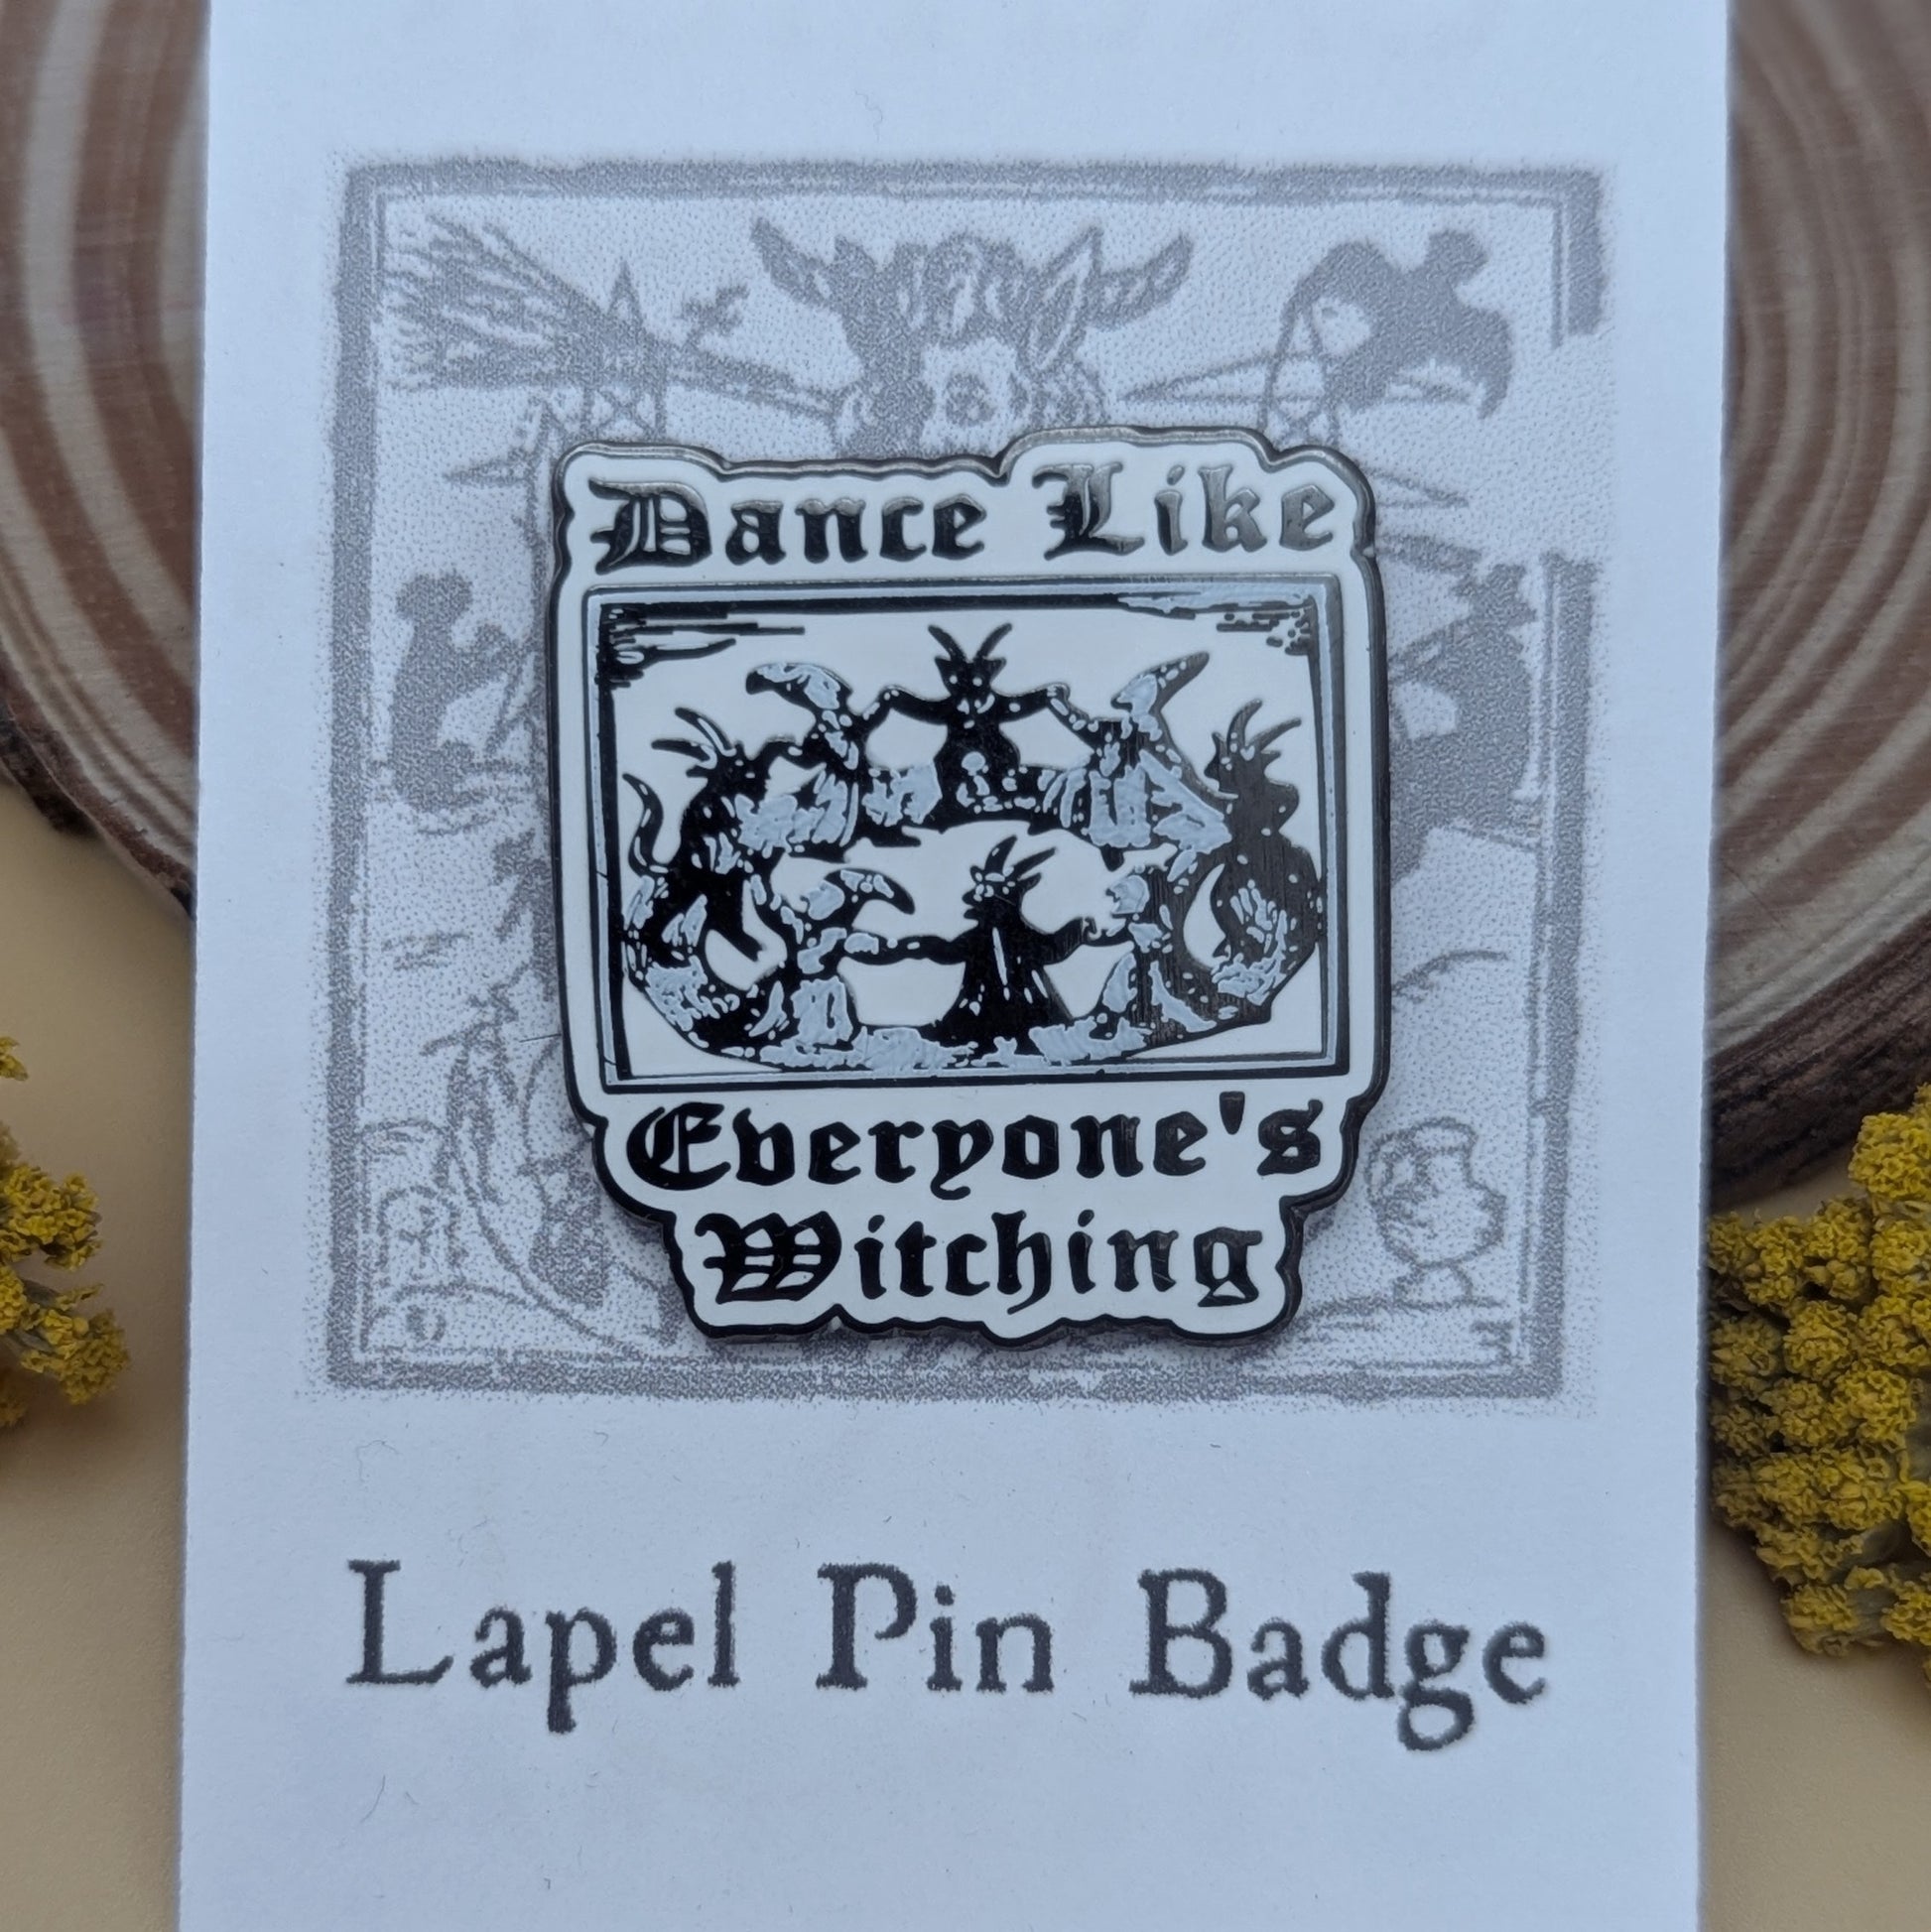 Dance Like
Everyone's
Witching
Lapel Pin Badge